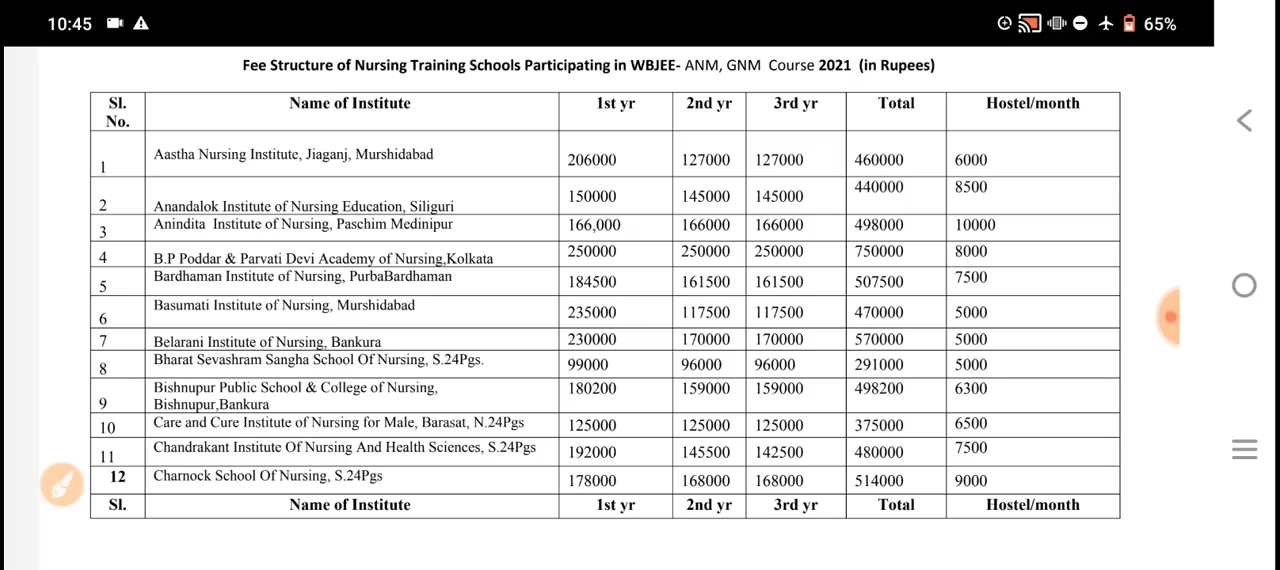 10:45
65%
Fee Structure of Nursing Training Schools Participating in WBJEE- ANM, GNM Course 2021 (in Rupees)
Sl. No. Name of Institute 1st yr 2nd yr 3rd yr Total Hostel/month
1 Aastha Nursing Institute, Jiaganj, Murshidabad 206000 127000 127000 460000 6000
2 Anandalok Institute of Nursing Education, Siliguri 150000 145000 145000 440000 8500
3 Anindita Institute of Nursing, Paschim Medinipur 166,000 166000 166000 498000 10000
4 B.P Poddar & Parvati Devi Academy of Nursing,Kolkata 250000 250000 250000 750000 8000
5 Bardhaman Institute of Nursing, PurbaBardhaman 184500 161500 161500 507500 7500
6 Basumati Institute of Nursing, Murshidabad 235000 117500 117500 470000 5000
7 Belarani Institute of Nursing, Bankura 230000 170000 170000 570000 5000
8 Bharat Sevashram Sangha School Of Nursing, S.24Pgs. 99000 96000 96000 291000 5000
9 Bishnupur Public School & College of Nursing, Bishnupur,Bankura 180200 159000 159000 498200 6300
10 Care and Cure Institute of Nursing for Male, Barasat, N.24Pgs 125000 125000 125000 375000 6500
11 Chandrakant Institute Of Nursing And Health Sciences, S.24Pgs 192000 145500 142500 480000 7500
12 Charnock School Of Nursing, S.24Pgs 178000 168000 168000 514000 9000
Sl. Name of Institute 1st yr 2nd yr 3rd yr Total Hostel/month